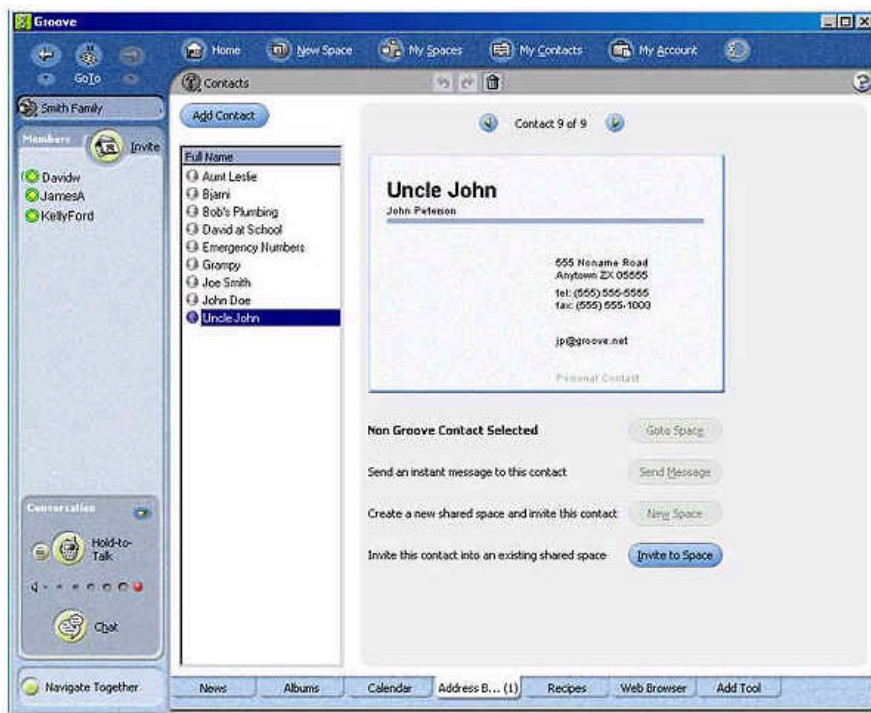 Groove
Home New Space My Spaces My Contacts My Account
GoTo
Contacts
Smith Family
Add Contact
Contact 9 of 9
Members
Invite
Davidw
JamesA
KellyFord
Full Name
Aunt Leslie
Bjarni
Bob's Plumbing
David at School
Emergency Numbers
Grampy
Joe Smith
John Doe
Uncle John
Uncle John
John Peterson
555 Noname Road
Anytown ZX 05555
tel: (555) 555-5555
fax: (555) 555-1000
jp@groove.net
Personal Contact
Non Groove Contact Selected
Goto Space
Send an instant message to this contact
Send Message
Create a new shared space and invite this contact
New Space
Invite this contact into an existing shared space
Invite to Space
Conversation
Hold-to-
Talk
Chat
Navigate Together
News Albums Calendar Address B... (1) Recipes Web Browser Add Tool